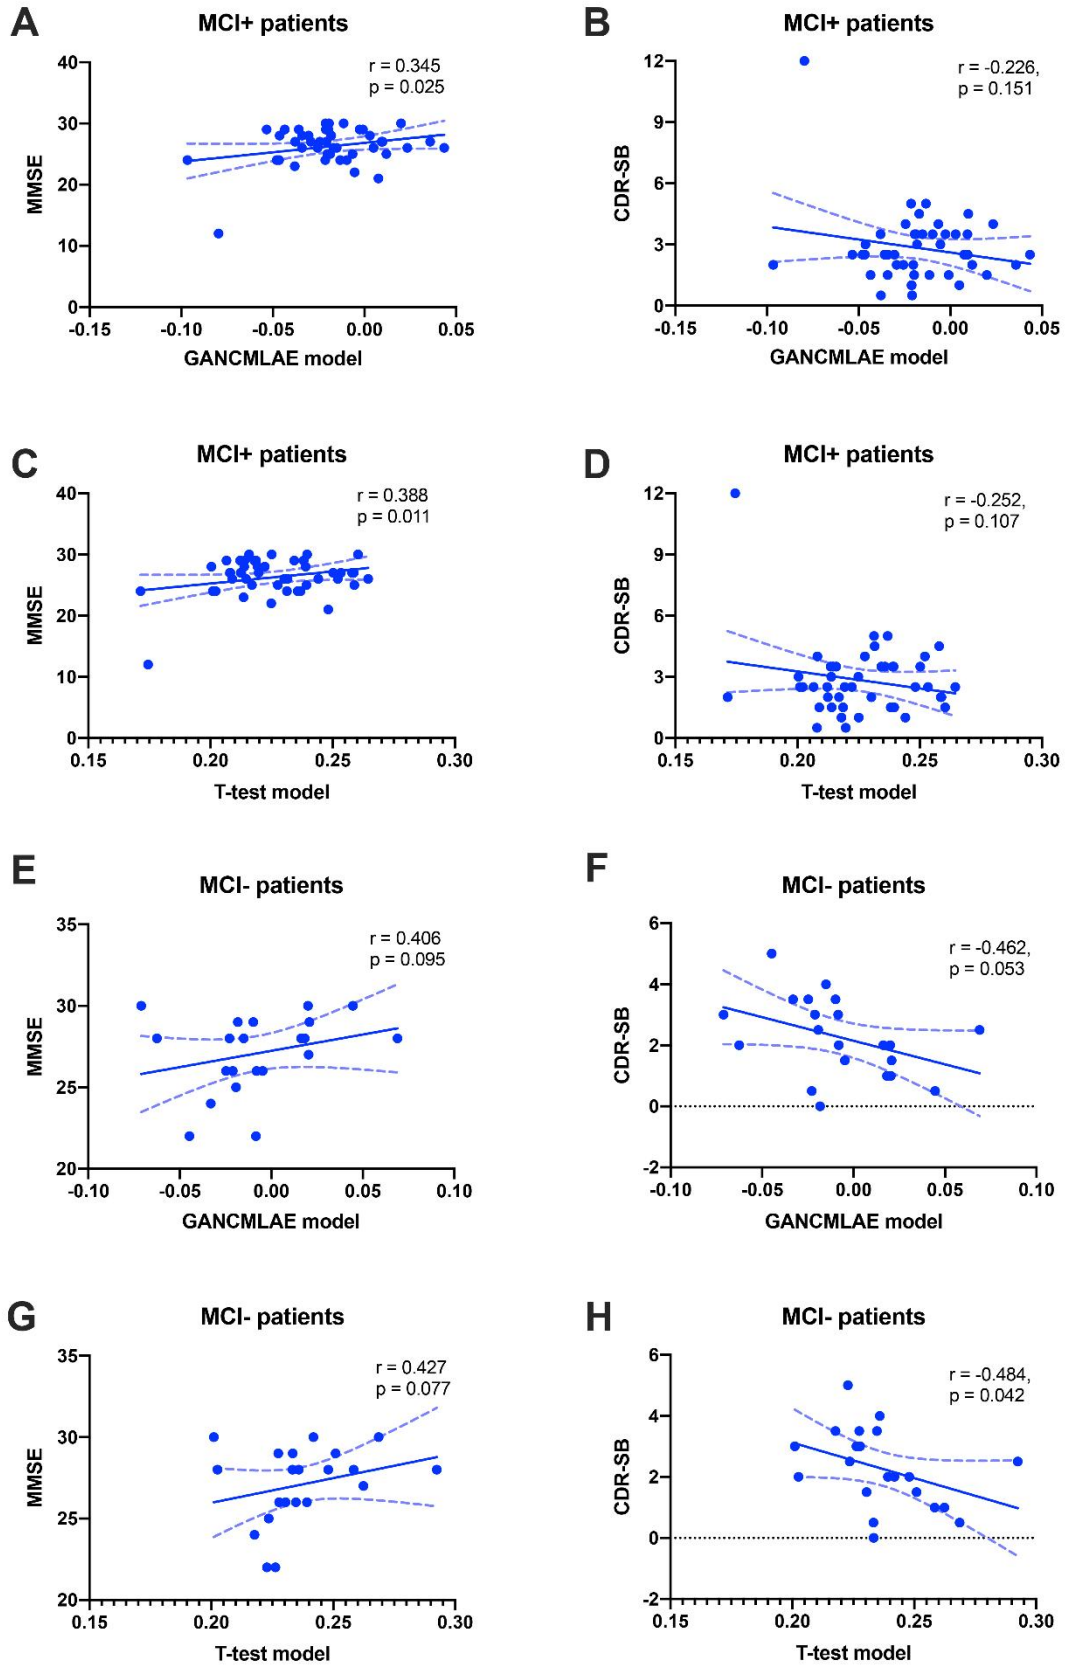 A
MCI+ patients
r = 0.345
p = 0.025
40
30
20
10
0
MMSE
-0.15
-0.10
-0.05
0.00
0.05
GANCMLAE model
B
MCI+ patients
r = -0.226,
p = 0.151
12
9
6
3
0
CDR-SB
-0.15
-0.10
-0.05
0.00
0.05
GANCMLAE model
C
MCI+ patients
r = 0.388
p = 0.011
40
30
20
10
0
MMSE
0.15
0.20
0.25
0.30
T-test model
D
MCI+ patients
r = -0.252,
p = 0.107
12
9
6
3
0
CDR-SB
0.15
0.20
0.25
0.30
T-test model
E
MCI- patients
r = 0.406
p = 0.095
35
30
25
20
MMSE
-0.10
-0.05
0.00
0.05
0.10
GANCMLAE model
F
MCI- patients
r = -0.462,
p = 0.053
6
4
2
0
-2
CDR-SB
-0.10
-0.05
0.00
0.05
0.10
GANCMLAE model
G
MCI- patients
r = 0.427
p = 0.077
35
30
25
20
MMSE
0.15
0.20
0.25
0.30
T-test model
H
MCI- patients
r = -0.484,
p = 0.042
6
4
2
0
-2
CDR-SB
0.15
0.20
0.25
0.30
T-test model